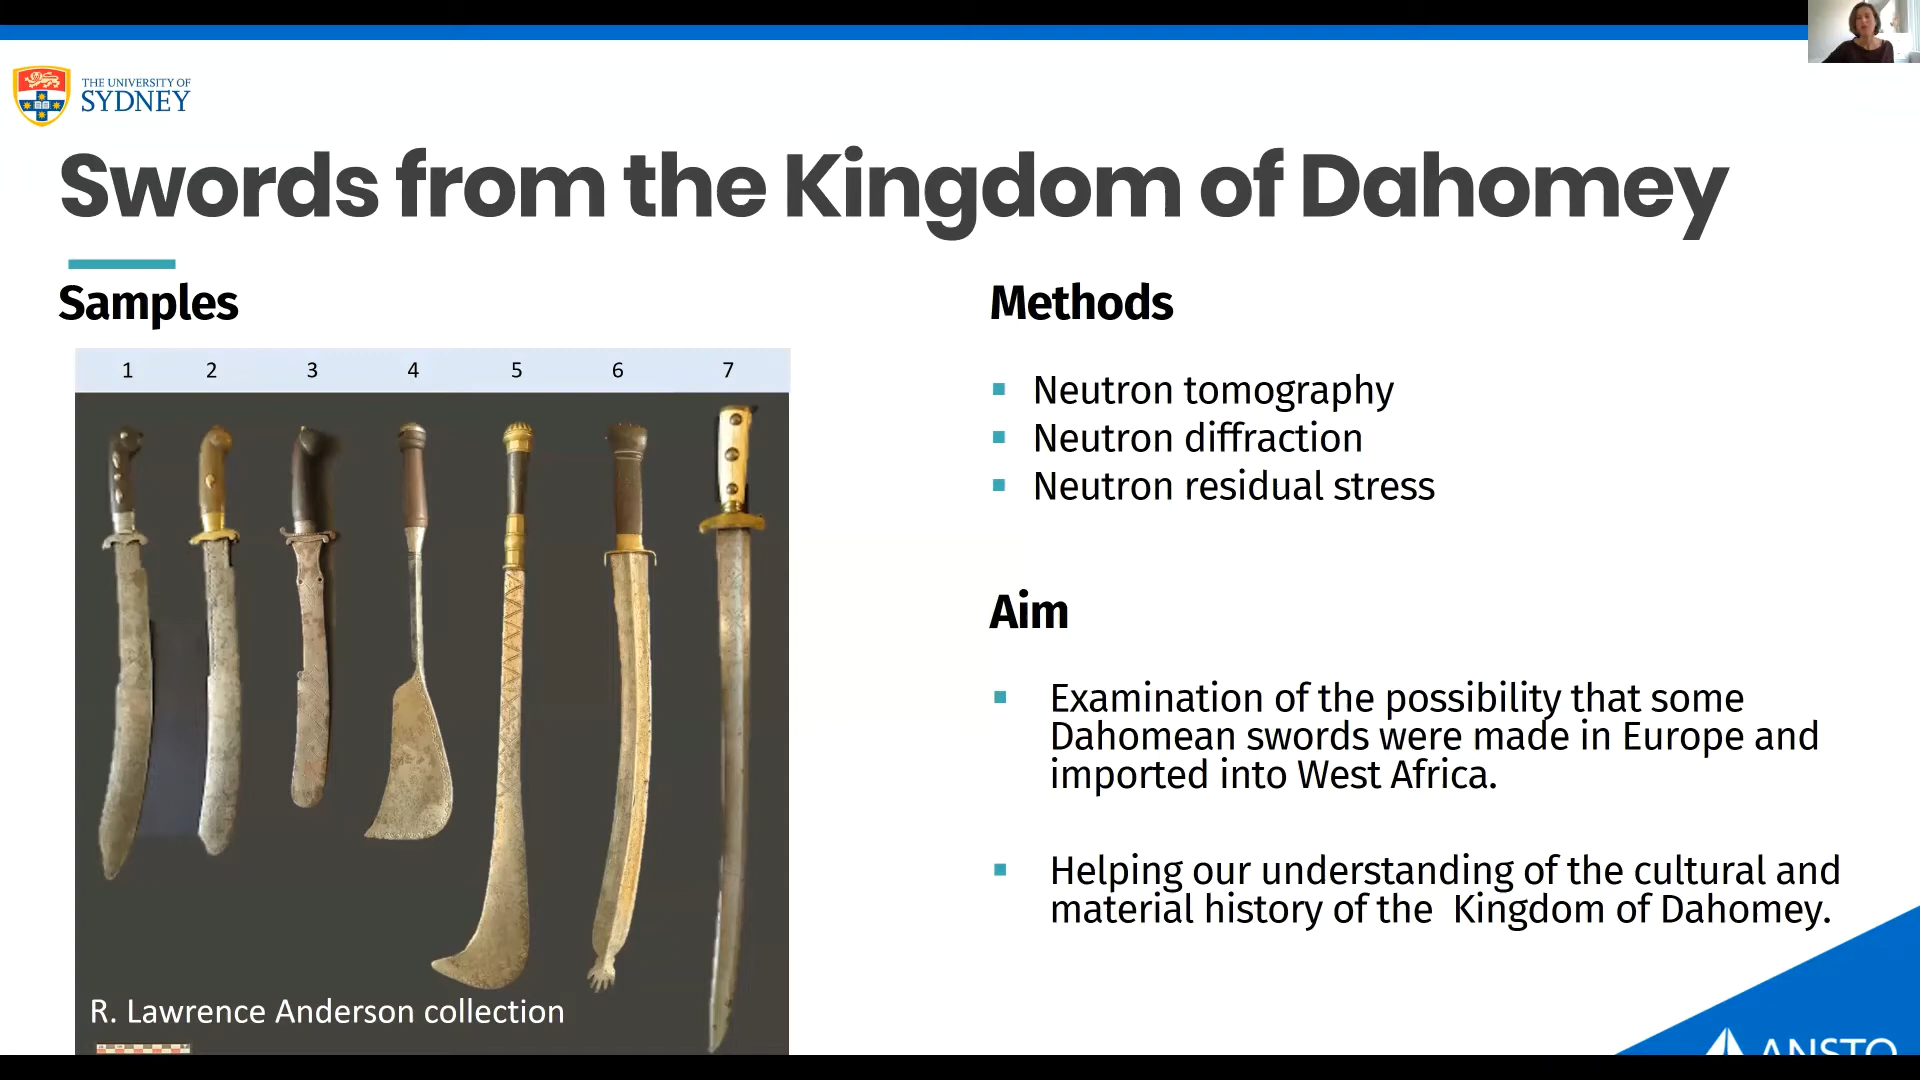 THE UNIVERSITY OF
SYDNEY
Swords from the Kingdom of Dahomey
Samples
1 2 3 4 5 6 7
R. Lawrence Anderson collection
Methods
Neutron tomography
Neutron diffraction
Neutron residual stress
Aim
Examination of the possibility that some
Dahomean swords were made in Europe and
imported into West Africa.
Helping our understanding of the cultural and
material history of the Kingdom of Dahomey.
ANSTO